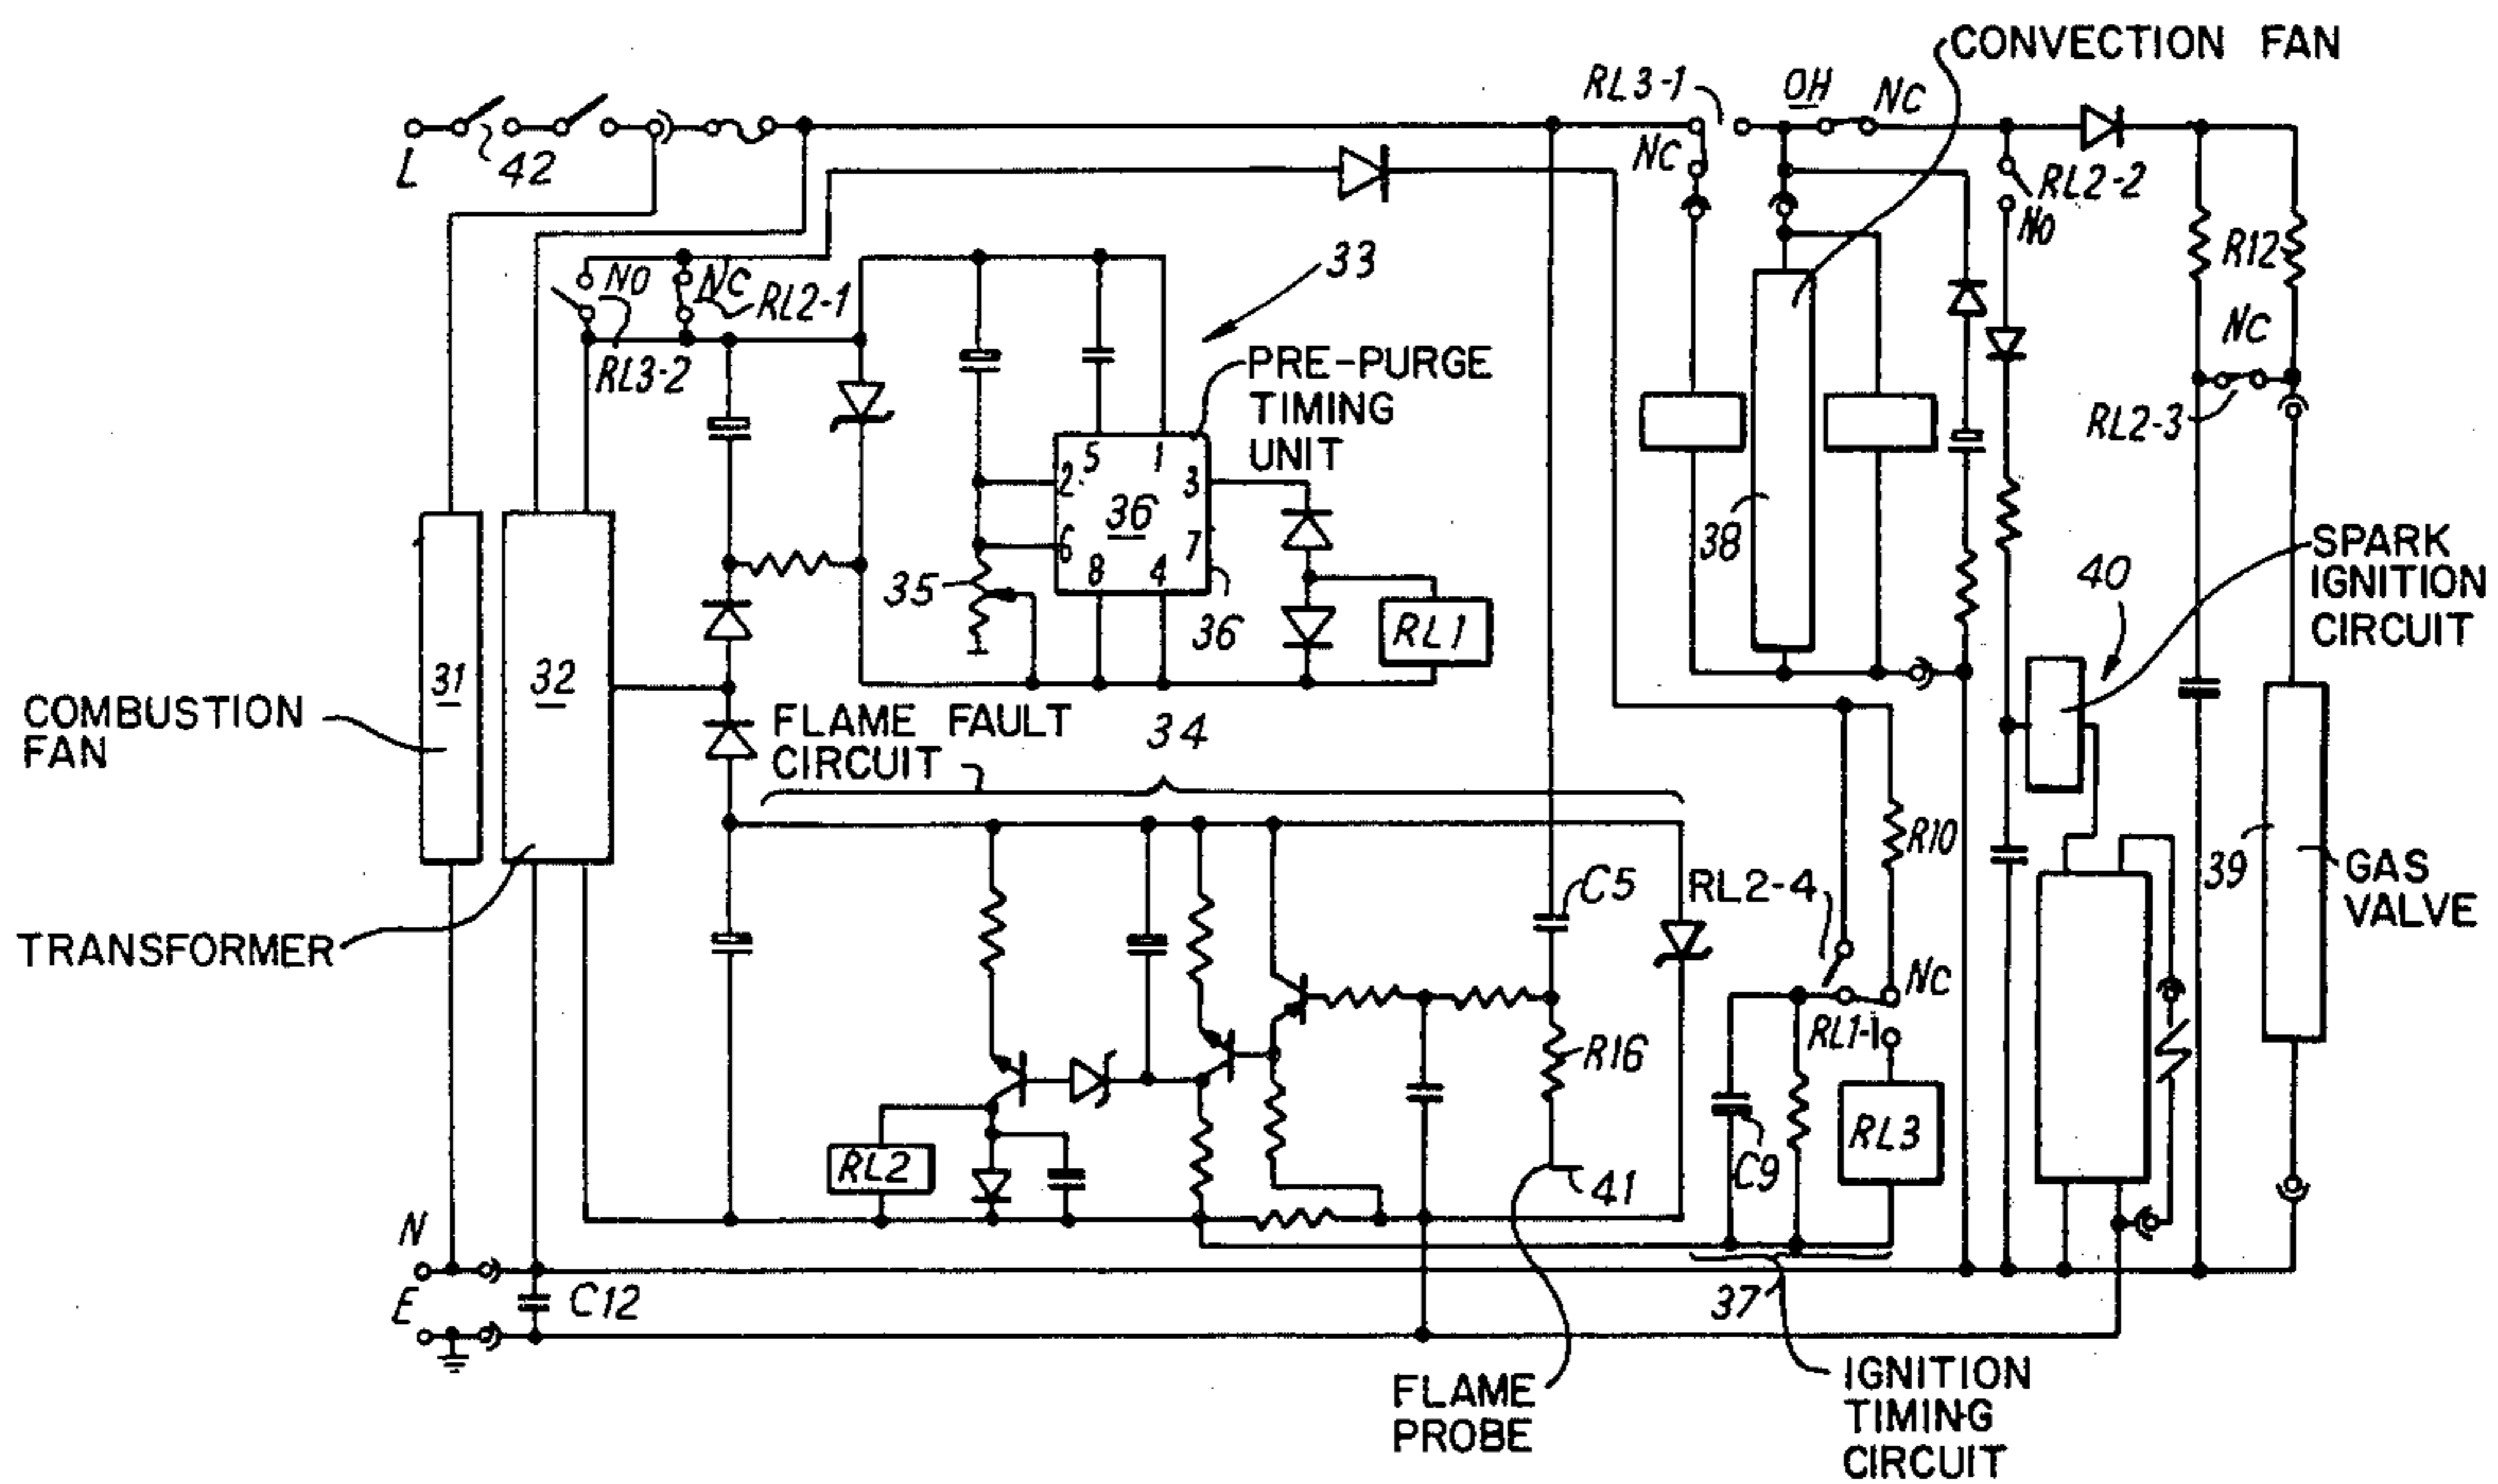 CONVECTION FAN
RL3-1
OH
NC
L
42
NC
RL2-2
NO
R12
33
NO
NC
RL2-1
NC
RL3-2
PRE-PURGE
TIMING
UNIT
RL2-3
5
1
2
3
36
38
SPARK
IGNITION
CIRCUIT
6
7
8
4
35
40
36
RL1
31
32
COMBUSTION
FAN
FLAME FAULT
CIRCUIT
34
R10
39
GAS
VALVE
C5
RL2-4
TRANSFORMER
NC
RL1-1
R16
RL2
RL3
C9
41
N
E
C12
37
FLAME
PROBE
IGNITION
TIMING
CIRCUIT